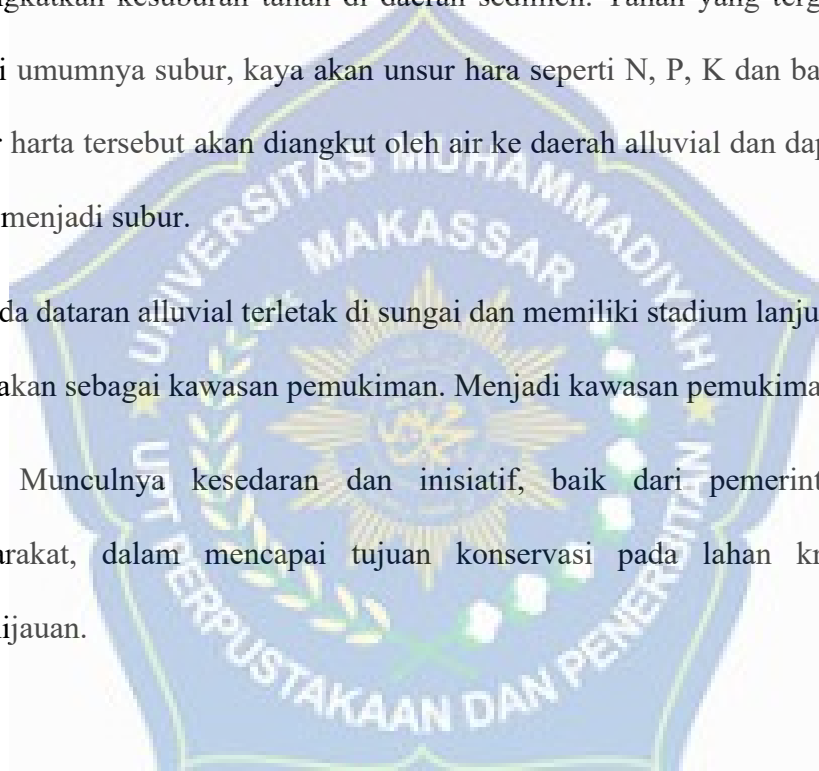 ngkatkan kesuburan tanah di daerah sedimen. Tanah yang terg
i umumnya subur, kaya akan unsur hara seperti N, P, K dan ba
r harta tersebut akan diangkut oleh air ke daerah alluvial dan dap
menjadi subur.
da dataran alluvial terletak di sungai dan memiliki stadium lanju
akan sebagai kawasan pemukiman. Menjadi kawasan pemukima
Munculnya kesedaran dan inisiatif, baik dari pemerint
arakat, dalam mencapai tujuan konservasi pada lahan kr
ijauan.
UNIVERSITAS MUHAMMADIYAH
MAKASSAR
UPT PERPUSTAKAAN DAN PENERBITAN